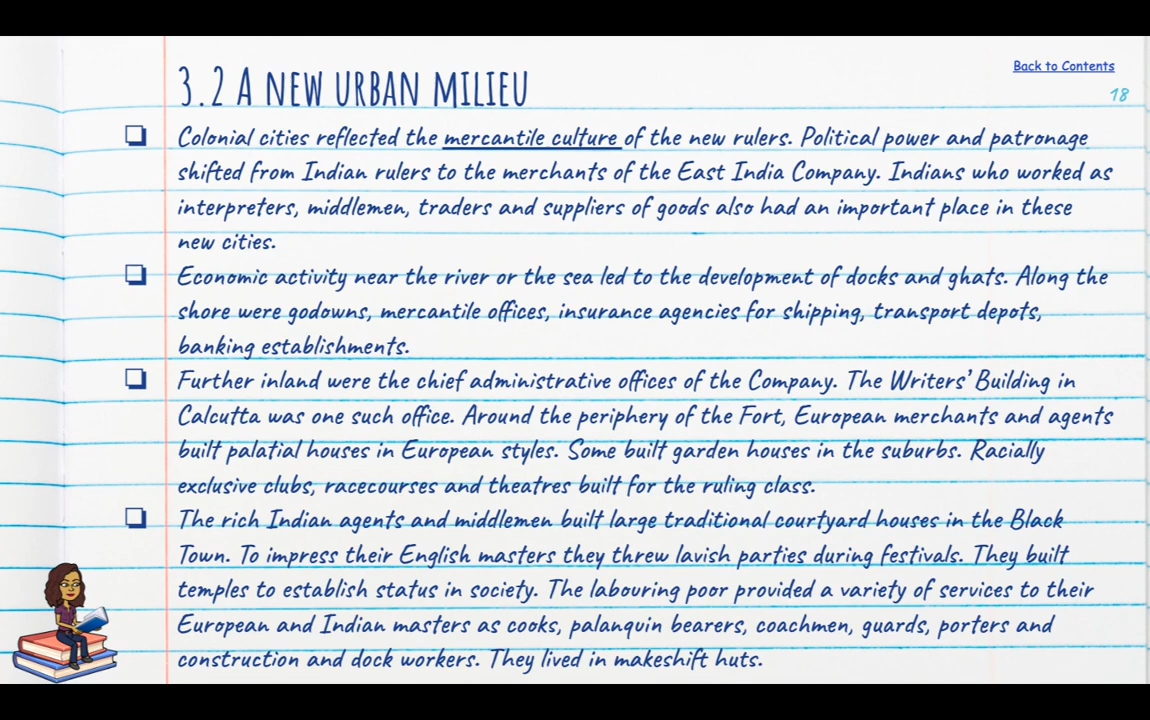 3.2 A NEW URBAN MILIEU
Back to Contents
18
Colonial cities reflected the mercantile culture of the new rulers. Political power and patronage
shifted from Indian rulers to the merchants of the East India Company. Indians who worked as
interpreters, middlemen, traders and suppliers of goods also had an important place in these
new cities.
Economic activity near the river or the sea led to the development of docks and ghats. Along the
shore were godowns, mercantile offices, insurance agencies for shipping, transport depots,
banking establishments.
Further inland were the chief administrative offices of the Company. The Writers’ Building in
Calcutta was one such office. Around the periphery of the Fort, European merchants and agents
built palatial houses in European styles. Some built garden houses in the suburbs. Racially
exclusive clubs, racecourses and theatres built for the ruling class.
The rich Indian agents and middlemen built large traditional courtyard houses in the Black
Town. To impress their English masters they threw lavish parties during festivals. They built
temples to establish status in society. The labouring poor provided a variety of services to their
European and Indian masters as cooks, palanquin bearers, coachmen, guards, porters and
construction and dock workers. They lived in makeshift huts.